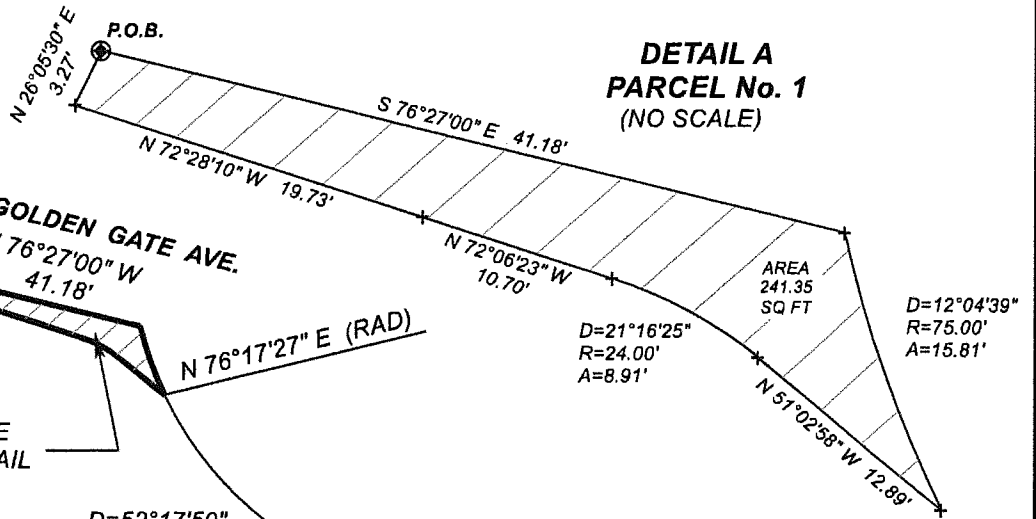 P.O.B.
N 26°05'30" E
3.27'
DETAIL A
PARCEL No. 1
(NO SCALE)
S 76°27'00" E 41.18'
N 72°28'10" W 19.73'
GOLDEN GATE AVE.
76°27'00" W
41.18'
N 72°06'23" W
10.70'
AREA
241.35
SQ FT
D=12°04'39"
R=75.00'
A=15.81'
D=21°16'25"
R=24.00'
A=8.91'
N 76°17'27" E (RAD)
N 51°02'58" W 12.89'
E
AIL
D=52°17'50"